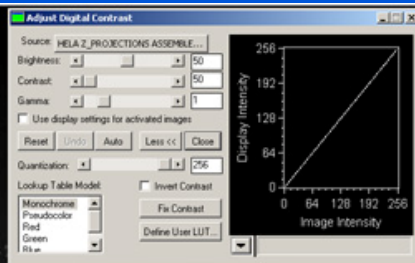 Adjust Digital Contrast
Source: HELA Z_PROJECTIONS ASSEMBLE...
Brightness: 50
Contrast: 50
Gamma: 1
Use display settings for activated images
Reset Undo Auto Less << Close
Quantization: 256
Lookup Table Model:
Invert Contrast
Monochrome
Pseudocolor
Red
Green
Blue
Fix Contrast
Define User LUT...
Display Intensity
256
192
128
64
0
0 64 128 192 256
Image Intensity